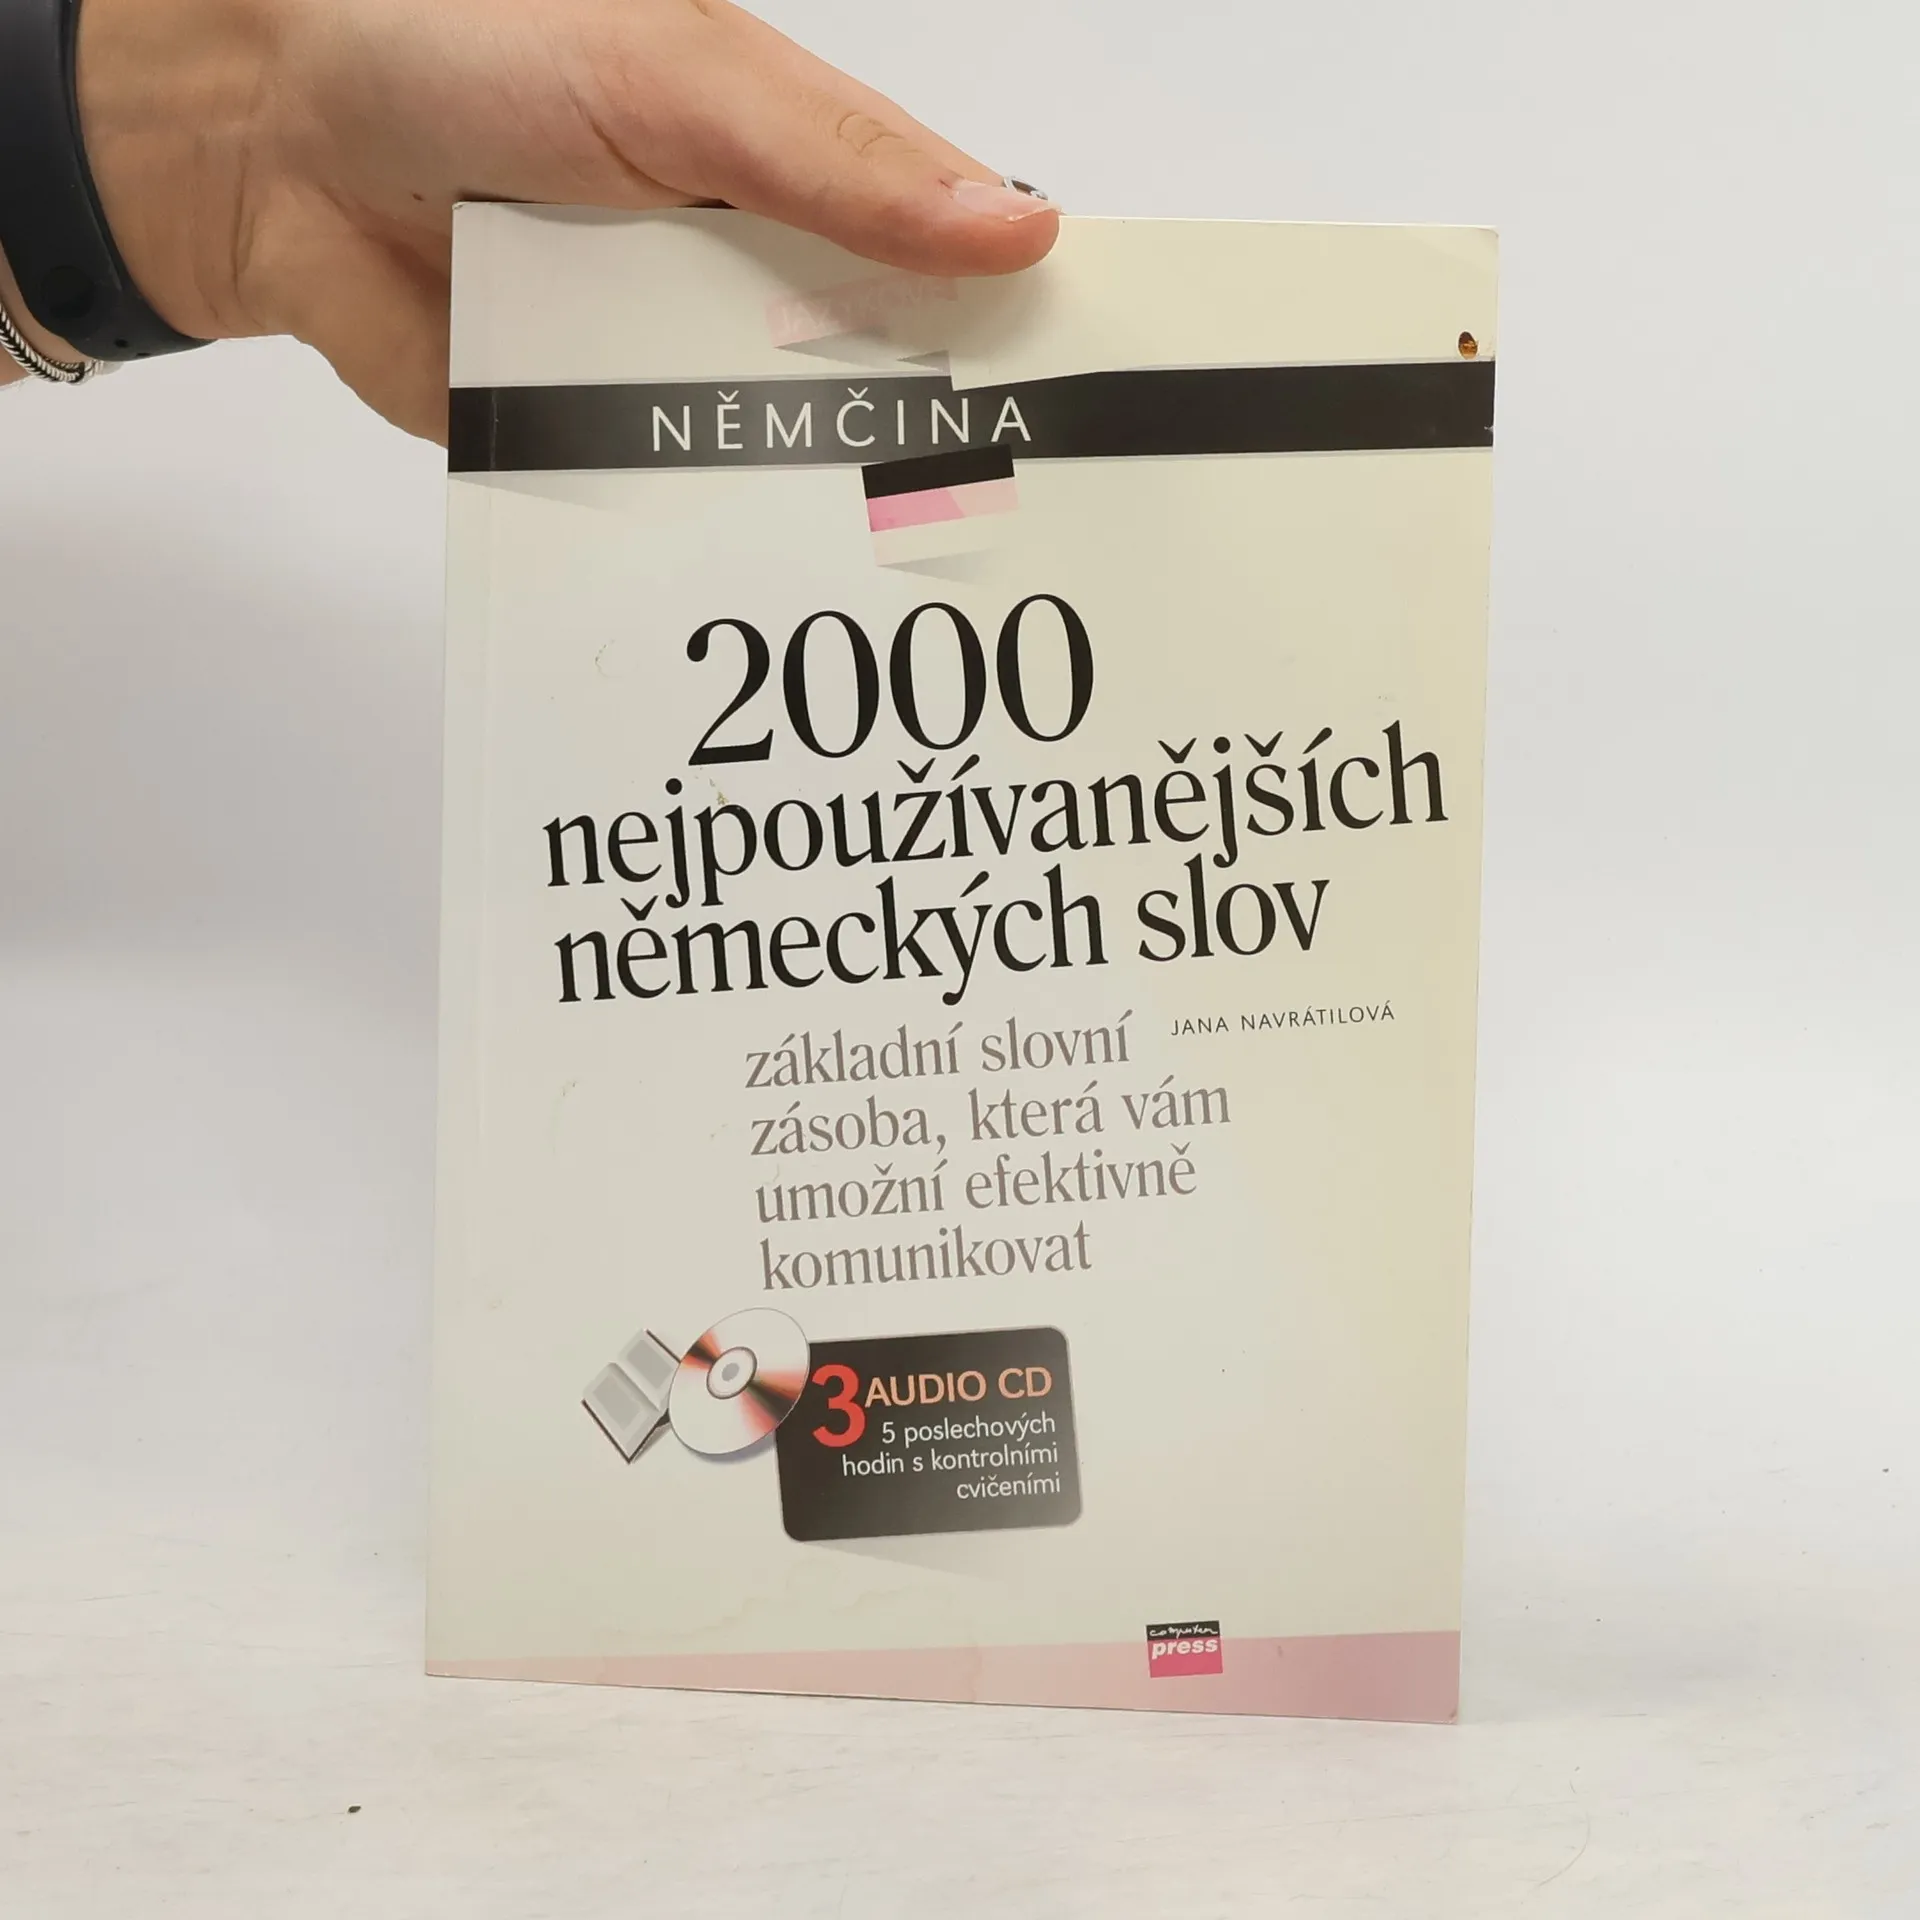 NĚMČINA
2000
nejpoužívanějších
německých slov
JANA NAVRÁTILOVÁ
základní slovní
zásoba, která vám
umožní efektivně
komunikovat
3 AUDIO CD
5 poslechových
hodin s kontrolními
cvičeními
computer
press